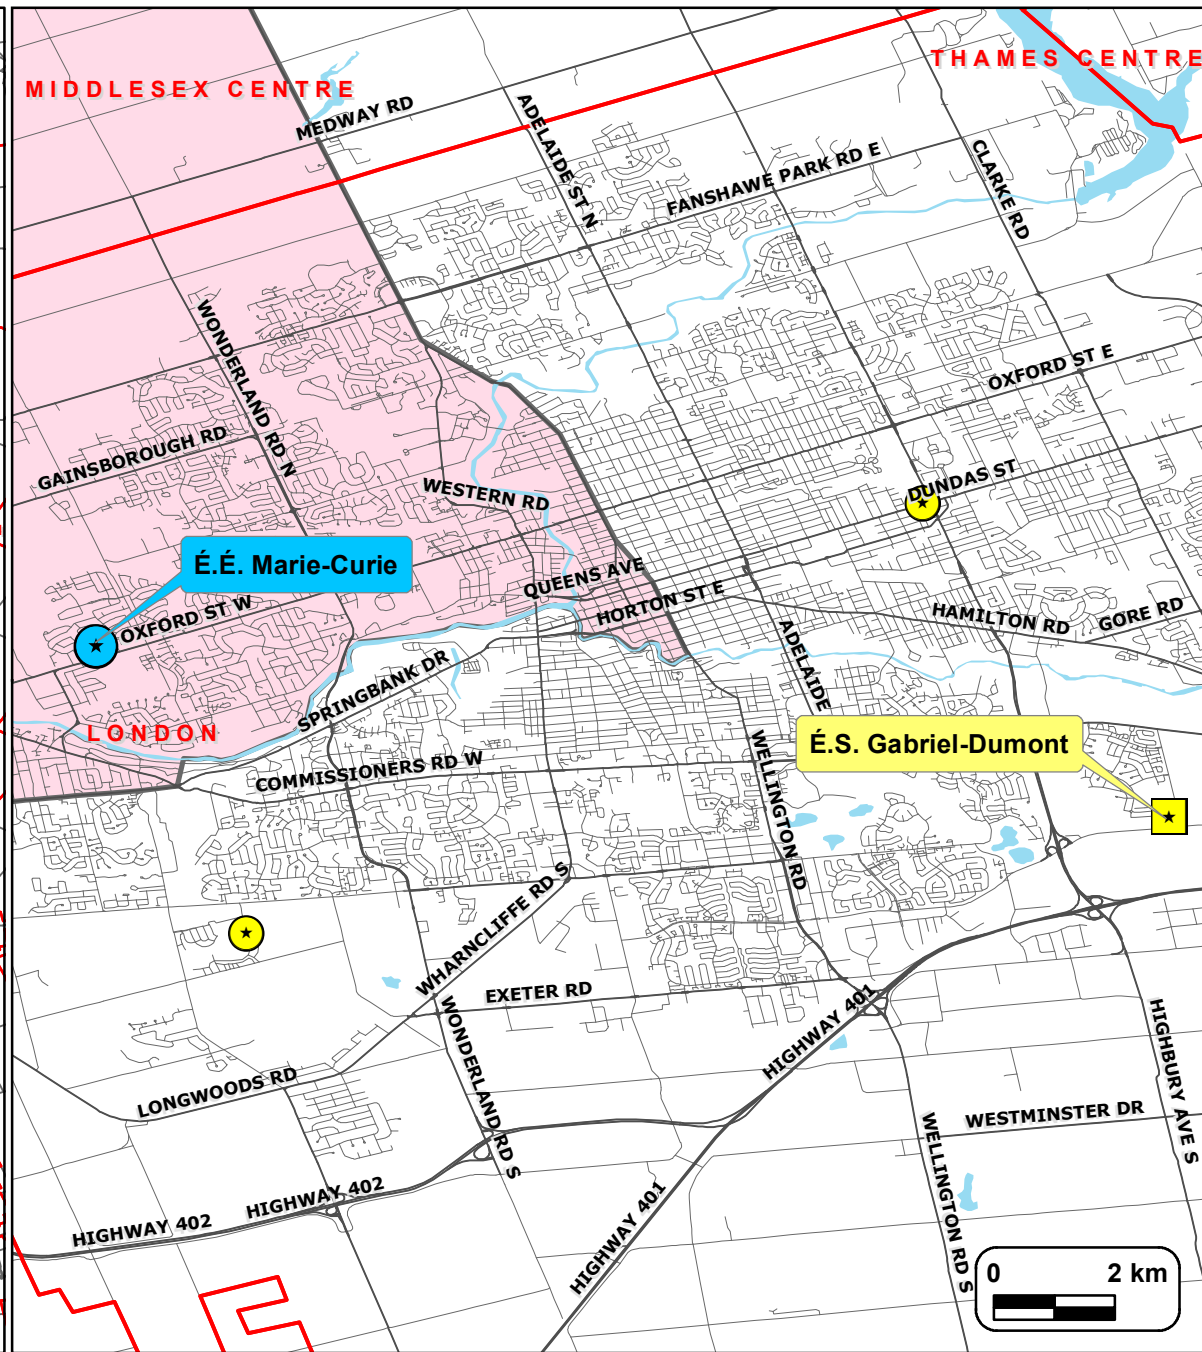 THAMES CENTRE
MIDDLESEX CENTRE
MEDWAY RD
ADELAIDE ST N
FANSHAWE PARK RD E
CLARKE RD
WONDERLAND RD N
OXFORD ST E
GAINSBOROUGH RD
DUNDAS ST
WESTERN RD
É.É. Marie-Curie
QUEENS AVE
OXFORD ST W
HORTON ST E
HAMILTON RD
GORE RD
ADELAIDE
SPRINGBANK DR
LONDON
É.S. Gabriel-Dumont
COMMISSIONERS RD W
WELLINGTON RD
WHARNCLIFFE RD S
EXETER RD
HIGHWAY 401
WONDERLAND RD S
HIGHBURY AVE S
LONGWOODS RD
WESTMINSTER DR
WELLINGTON RD S
HIGHWAY 402
HIGHWAY 402
HIGHWAY 401
0 2 km